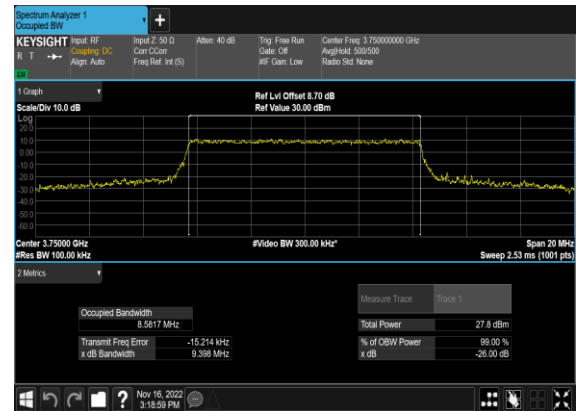 Spectrum Analyzer 1
Occupied BW
KEYSIGHT
R T
LXI
Input: RF
Coupling: DC
Align: Auto
Input Z: 50 Ω
Corr CCorr
Freq Ref: Int (S)
Atten: 40 dB
Trig: Free Run
Gate: Off
#IF Gain: Low
Center Freq: 3.750000000 GHz
Avg|Hold: 500/500
Radio Std: None
1 Graph
Scale/Div 10.0 dB
Ref Lvl Offset 8.70 dB
Ref Value 30.00 dBm
Log
20.0
10.0
0.00
-10.0
-20.0
-30.0
-40.0
-50.0
-60.0
Center 3.75000 GHz
#Res BW 100.00 kHz
#Video BW 300.00 kHz*
Span 20 MHz
Sweep 2.53 ms (1001 pts)
2 Metrics
Measure Trace Trace 1
Occupied Bandwidth
8.5817 MHz
Total Power 27.8 dBm
Transmit Freq Error -15.214 kHz
% of OBW Power 99.00 %
x dB Bandwidth 9.398 MHz
x dB -26.00 dB
?
Nov 16, 2022
3:18:59 PM